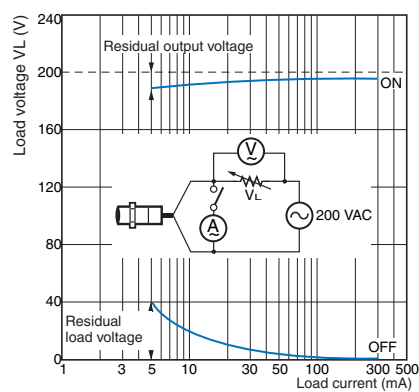 Load voltage VL (V)
240
200
160
120
80
40
0
Residual output voltage
ON
V
VL
A
200 VAC
Residual
load voltage
OFF
1 3 5 10 30 50 100 300 500
Load current (mA)